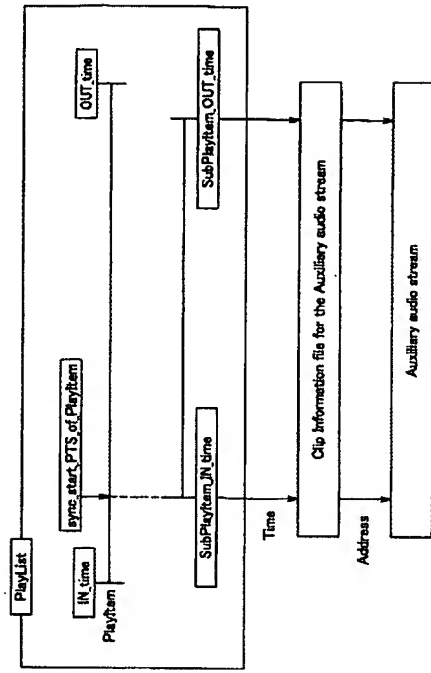 PlayList
IN_time
sync_start_PTS_of_PlayItem
OUT_time
PlayItem
SubPlayItem_IN_time
SubPlayItem_OUT_time
Time
Clip Information file for the Auxiliary audio stream
Address
Auxiliary audio stream